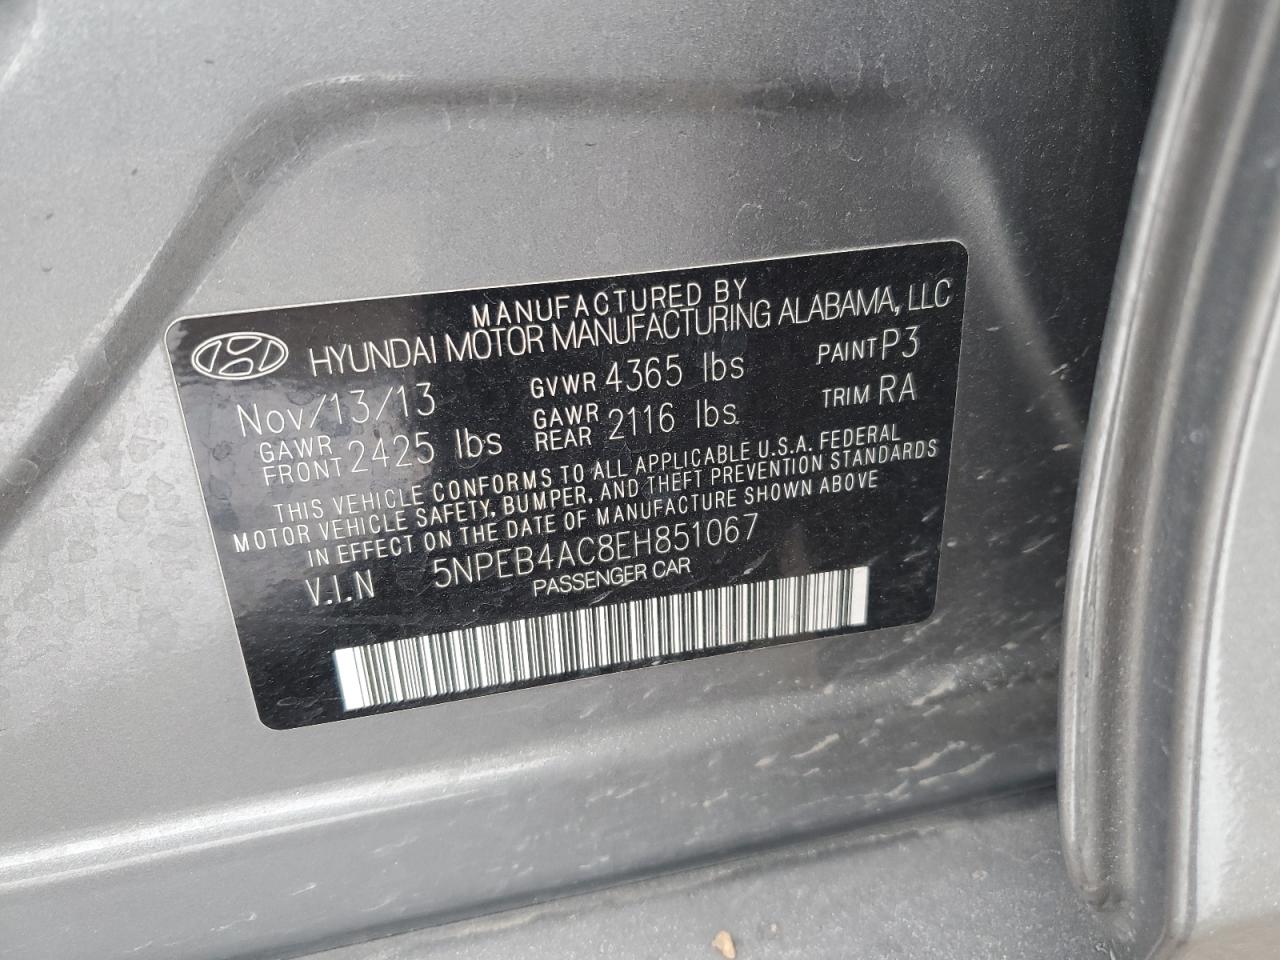 MANUFACTURED BY
HYUNDAI MOTOR MANUFACTURING ALABAMA, LLC
Nov/13/13 GVWR 4365 lbs PAINT P3
GAWR FRONT 2425 lbs GAWR REAR 2116 lbs TRIM RA
THIS VEHICLE CONFORMS TO ALL APPLICABLE U.S.A. FEDERAL
MOTOR VEHICLE SAFETY, BUMPER, AND THEFT PREVENTION STANDARDS
IN EFFECT ON THE DATE OF MANUFACTURE SHOWN ABOVE
V.I.N 5NPEB4AC8EH851067
PASSENGER CAR